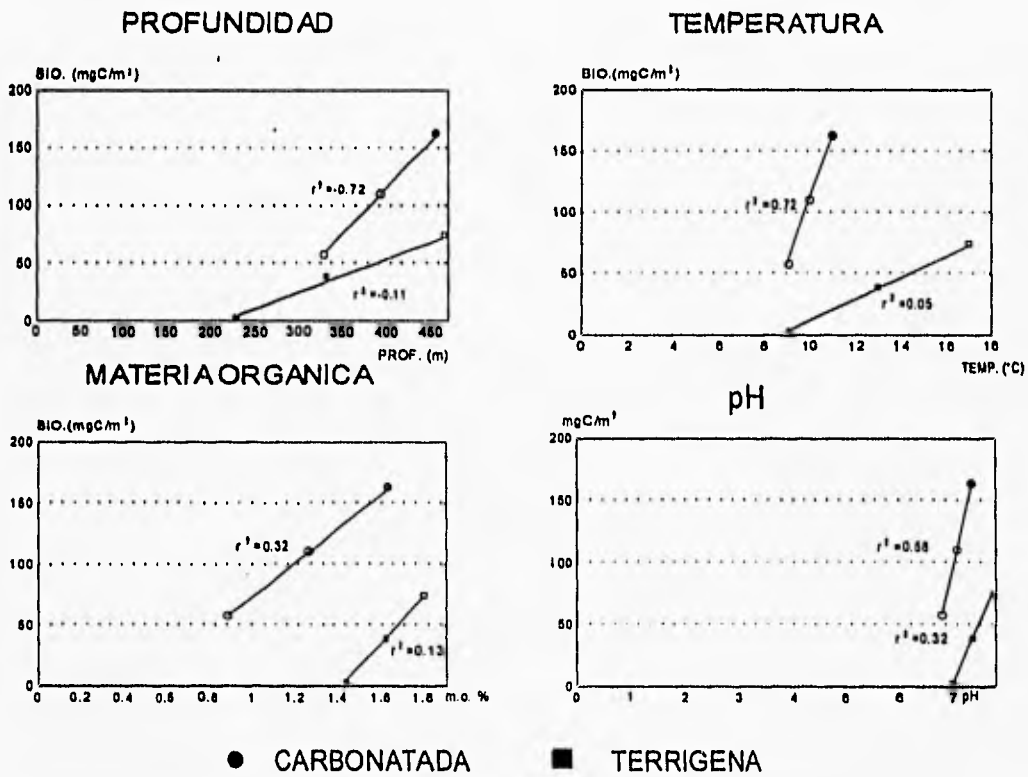 PROFUNDIDAD
BIO. (mgC/m³)
200
150
100
50
0
r²=-0.72
r²=-0.11
0 50 100 150 200 250 300 350 400 450
PROF. (m)
TEMPERATURA
BIO.(mgC/m³)
200
150
100
50
0
r²=0.72
r²=0.05
0 2 4 6 8 10 12 14 16 18
TEMP. (°C)
MATERIA ORGANICA
BIO.(mgC/m³)
200
150
100
50
0
r²=0.32
r²=0.13
0 0.2 0.4 0.6 0.8 1 1.2 1.4 1.6 1.8
m.o. %
pH
mgC/m³
200
150
100
50
0
r²=0.58
r²=0.32
0 1 2 3 4 5 6 7 pH
● CARBONATADA ■ TERRIGENA